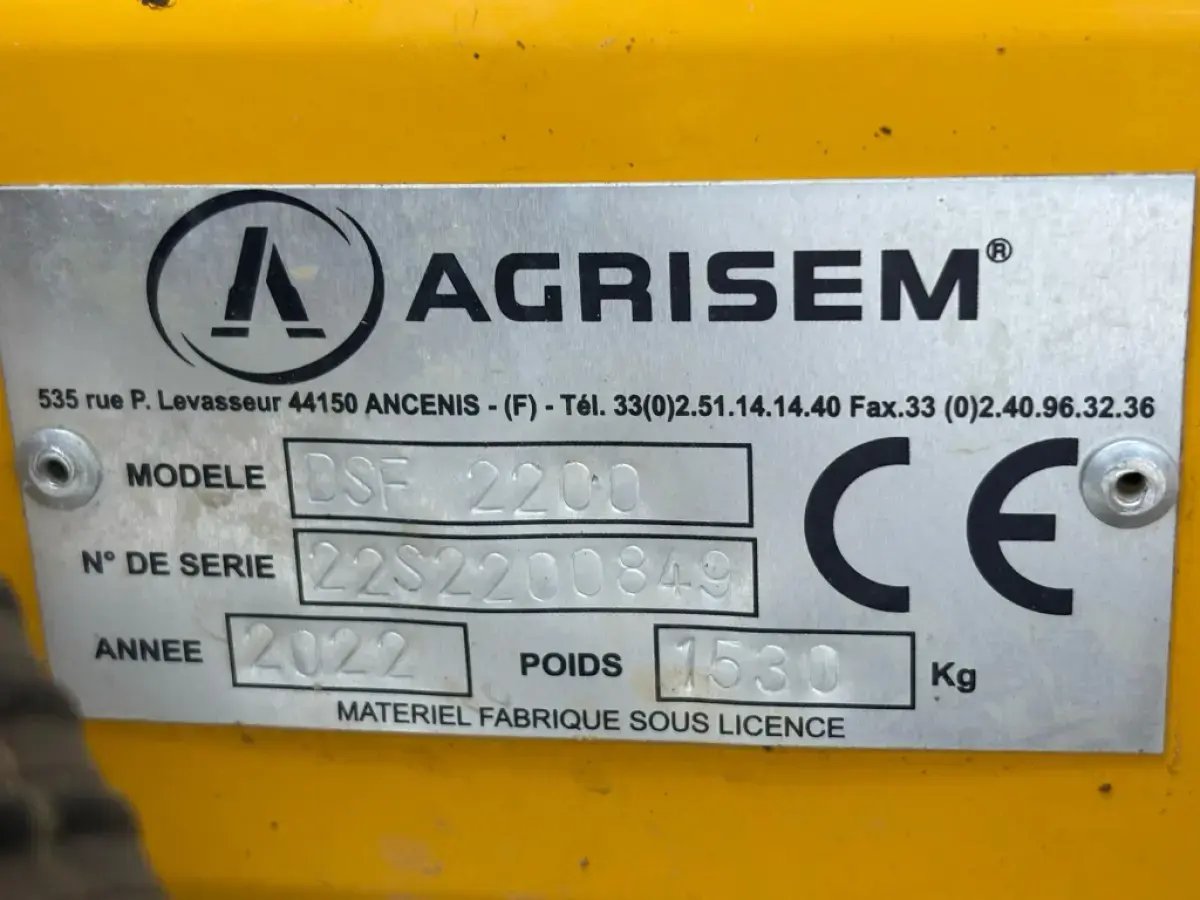 AGRISEM®
535 rue P. Levasseur 44150 ANCENIS - (F) - Tél. 33(0)2.51.14.14.40 Fax.33 (0)2.40.96.32.36
MODELE DSF 2200
N° DE SERIE 22S2200849
ANNEE 2022 POIDS 1530 Kg
MATERIEL FABRIQUE SOUS LICENCE
CE